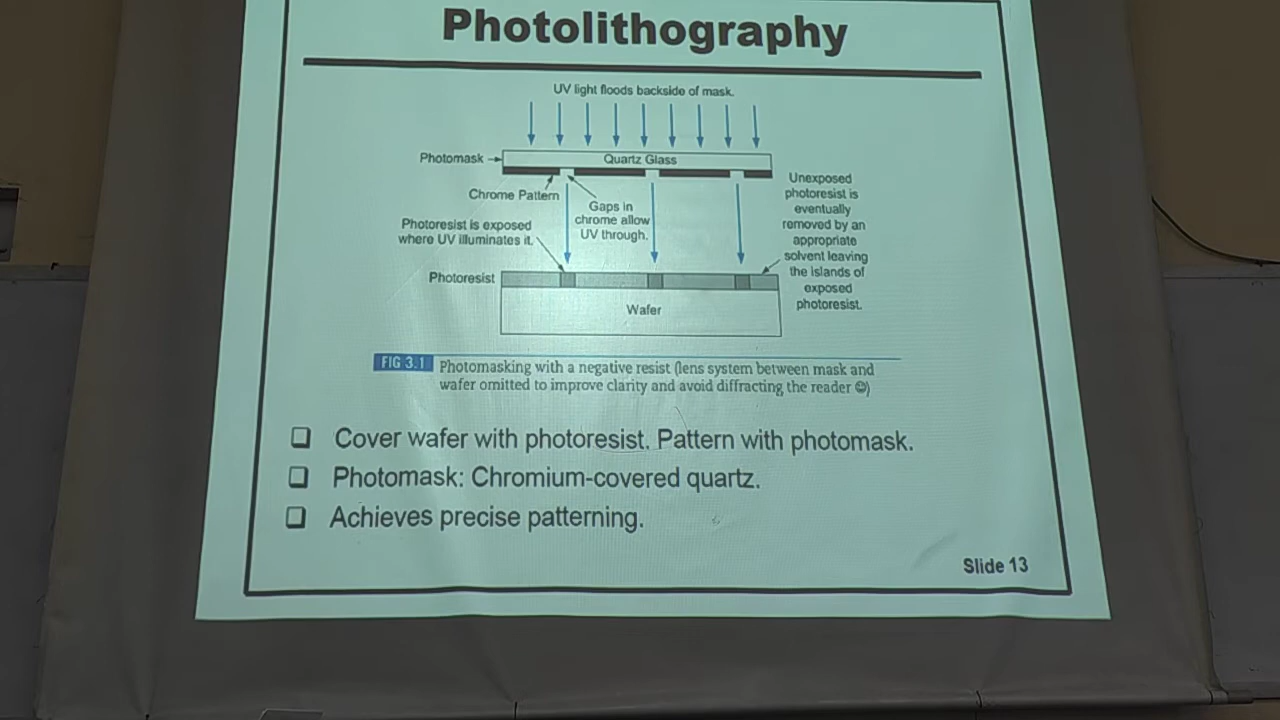 Photolithography
UV light floods backside of mask.
Photomask
Quartz Glass
Chrome Pattern
Gaps in
chrome allow
UV through.
Photoresist is exposed
where UV illuminates it.
Unexposed
photoresist is
eventually
removed by an
appropriate
solvent leaving
the islands of
exposed
photoresist.
Photoresist
Wafer
FIG 3.1 Photomasking with a negative resist (lens system between mask and
wafer omitted to improve clarity and avoid diffracting the reader ☺)
❑ Cover wafer with photoresist. Pattern with photomask.
❑ Photomask: Chromium-covered quartz.
❑ Achieves precise patterning.
Slide 13